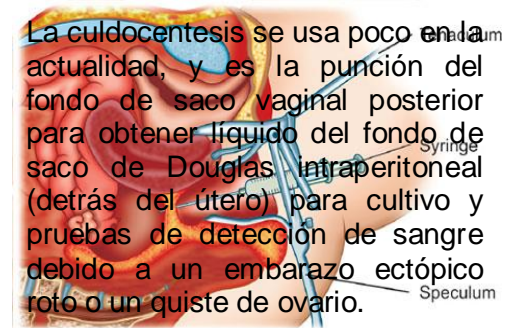 La culdocentesis se usa poco en la
actualidad, y es la punción del
fondo de saco vaginal posterior
para obtener líquido del fondo de
saco de Douglas intraperitoneal
(detrás del útero) para cultivo y
pruebas de detección de sangre
debido a un embarazo ectópico
roto o un quiste de ovario.
Tenaculum
Syringe
Speculum